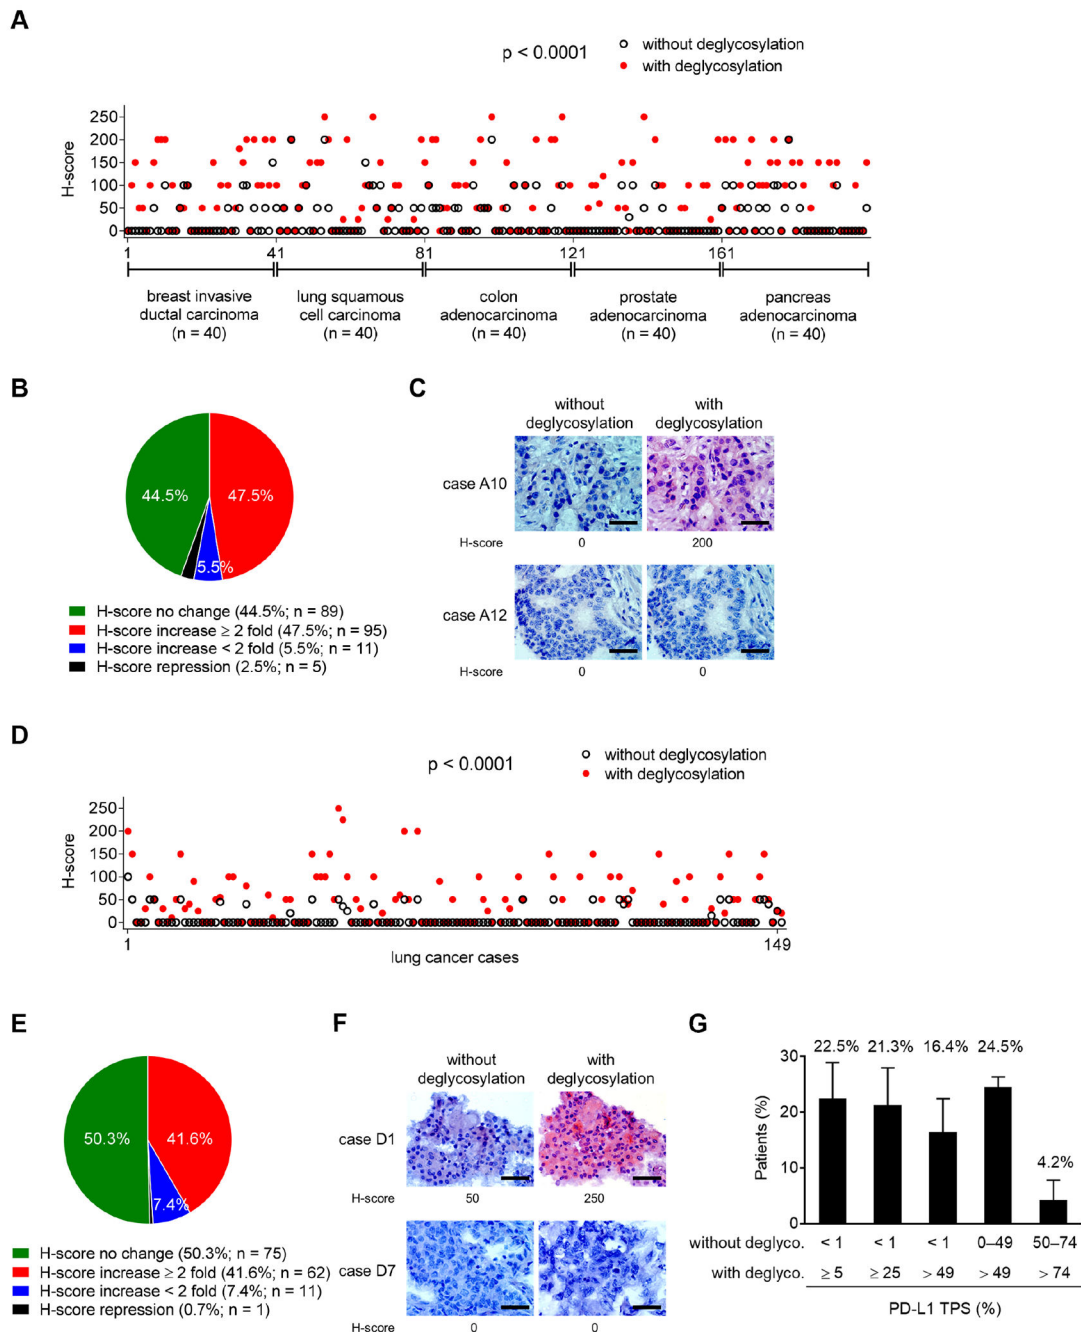 A
p < 0.0001
without deglycosylation
with deglycosylation
H-score
250
200
150
100
50
0
1
41
81
121
161
breast invasive
ductal carcinoma
(n = 40)
lung squamous
cell carcinoma
(n = 40)
colon
adenocarcinoma
(n = 40)
prostate
adenocarcinoma
(n = 40)
pancreas
adenocarcinoma
(n = 40)
B
44.5%
47.5%
5.5%
H-score no change (44.5%; n = 89)
H-score increase ≥ 2 fold (47.5%; n = 95)
H-score increase < 2 fold (5.5%; n = 11)
H-score repression (2.5%; n = 5)
C
without
deglycosylation
with
deglycosylation
case A10
H-score
0
200
case A12
H-score
0
0
D
p < 0.0001
without deglycosylation
with deglycosylation
H-score
250
200
150
100
50
0
1
149
lung cancer cases
E
50.3%
41.6%
7.4%
H-score no change (50.3%; n = 75)
H-score increase ≥ 2 fold (41.6%; n = 62)
H-score increase < 2 fold (7.4%; n = 11)
H-score repression (0.7%; n = 1)
F
without
deglycosylation
with
deglycosylation
case D1
H-score
50
250
case D7
H-score
0
0
G
22.5% 21.3% 16.4% 24.5%
4.2%
Patients (%)
30
20
10
0
without deglyco. < 1 < 1 < 1 0–49 50–74
with deglyco. ≥ 5 ≥ 25 > 49 > 49 > 74
PD-L1 TPS (%)